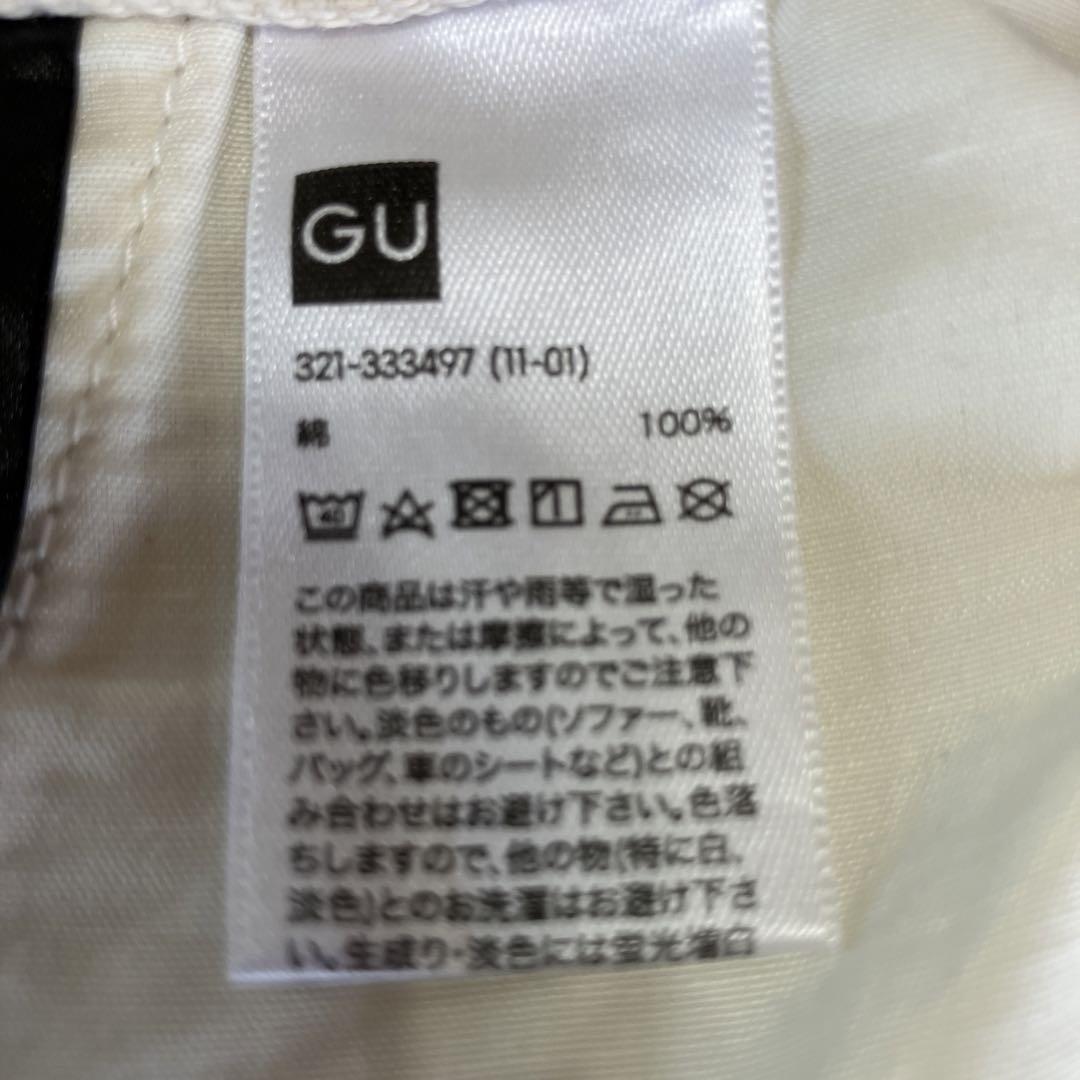 GU
321-333497 (11-01)
綿 100%
40
この商品は汗や雨等で湿った
状態、または摩擦によって、他の
物に色移りしますのでご注意下
さい。淡色のもの(ソファー、靴、
バッグ、車のシートなど)との組
み合わせはお避け下さい。色落
ちしますので、他の物(特に白、
淡色)とのお洗濯はお避け下さ
い。生成り・淡色には蛍光増白